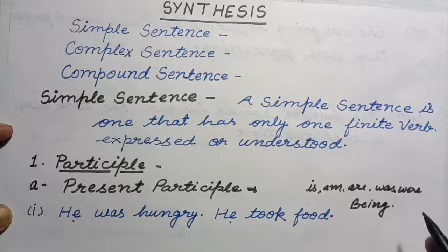 SYNTHESIS
Simple Sentence -
Complex Sentence -
Compound Sentence -
Simple Sentence - A Simple Sentence is
one that has only one finite Verb.
expressed or understood.
1. Participle -
a- Present Participle → is, am, are. was were
Being.
(i) He was hungry. He took food.